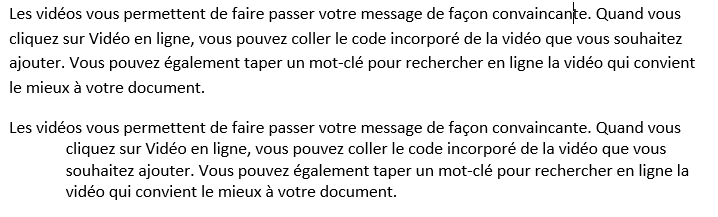 Les vidéos vous permettent de faire passer votre message de façon convaincante. Quand vous
cliquez sur Vidéo en ligne, vous pouvez coller le code incorporé de la vidéo que vous souhaitez
ajouter. Vous pouvez également taper un mot-clé pour rechercher en ligne la vidéo qui convient
le mieux à votre document.
Les vidéos vous permettent de faire passer votre message de façon convaincante. Quand vous
cliquez sur Vidéo en ligne, vous pouvez coller le code incorporé de la vidéo que vous
souhaitez ajouter. Vous pouvez également taper un mot-clé pour rechercher en ligne la
vidéo qui convient le mieux à votre document.